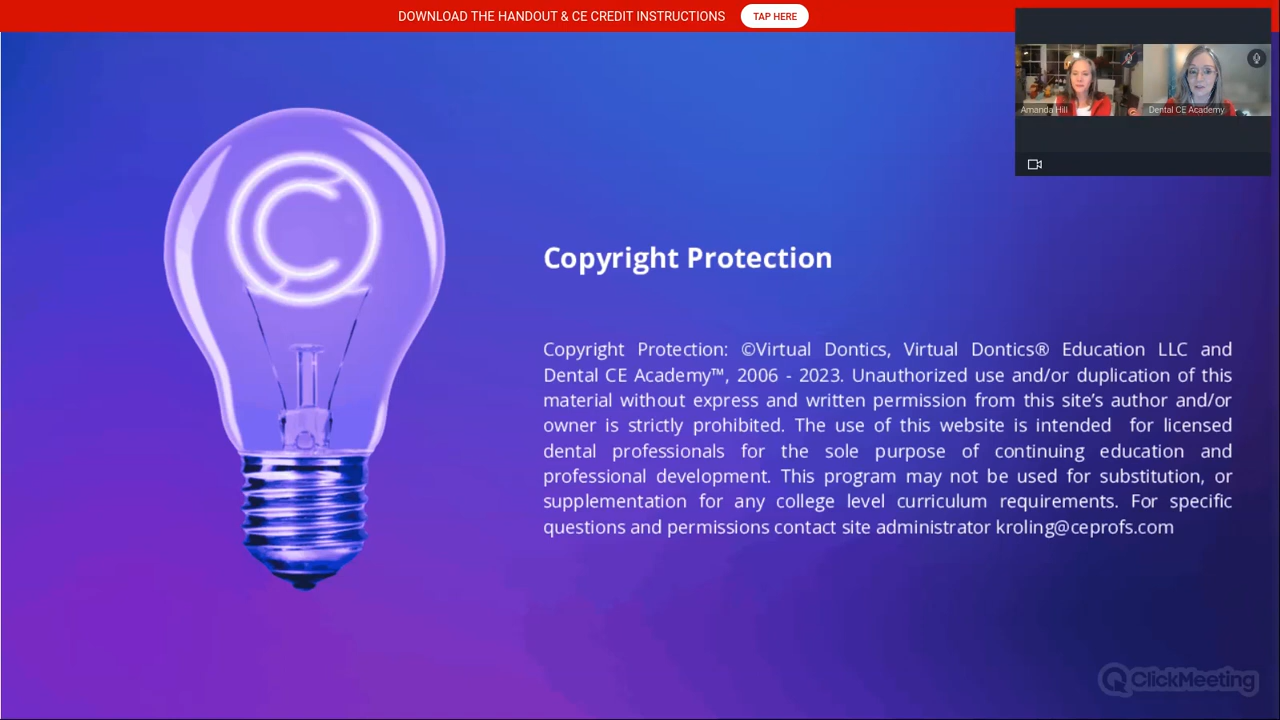 DOWNLOAD THE HANDOUT & CE CREDIT INSTRUCTIONS TAP HERE
Amanda Hill Dental CE Academy
Copyright Protection
Copyright Protection: ©Virtual Dontics, Virtual Dontics® Education LLC and
Dental CE Academy™, 2006 - 2023. Unauthorized use and/or duplication of this
material without express and written permission from this site’s author and/or
owner is strictly prohibited. The use of this website is intended for licensed
dental professionals for the sole purpose of continuing education and
professional development. This program may not be used for substitution, or
supplementation for any college level curriculum requirements. For specific
questions and permissions contact site administrator kroling@ceprofs.com
ClickMeeting